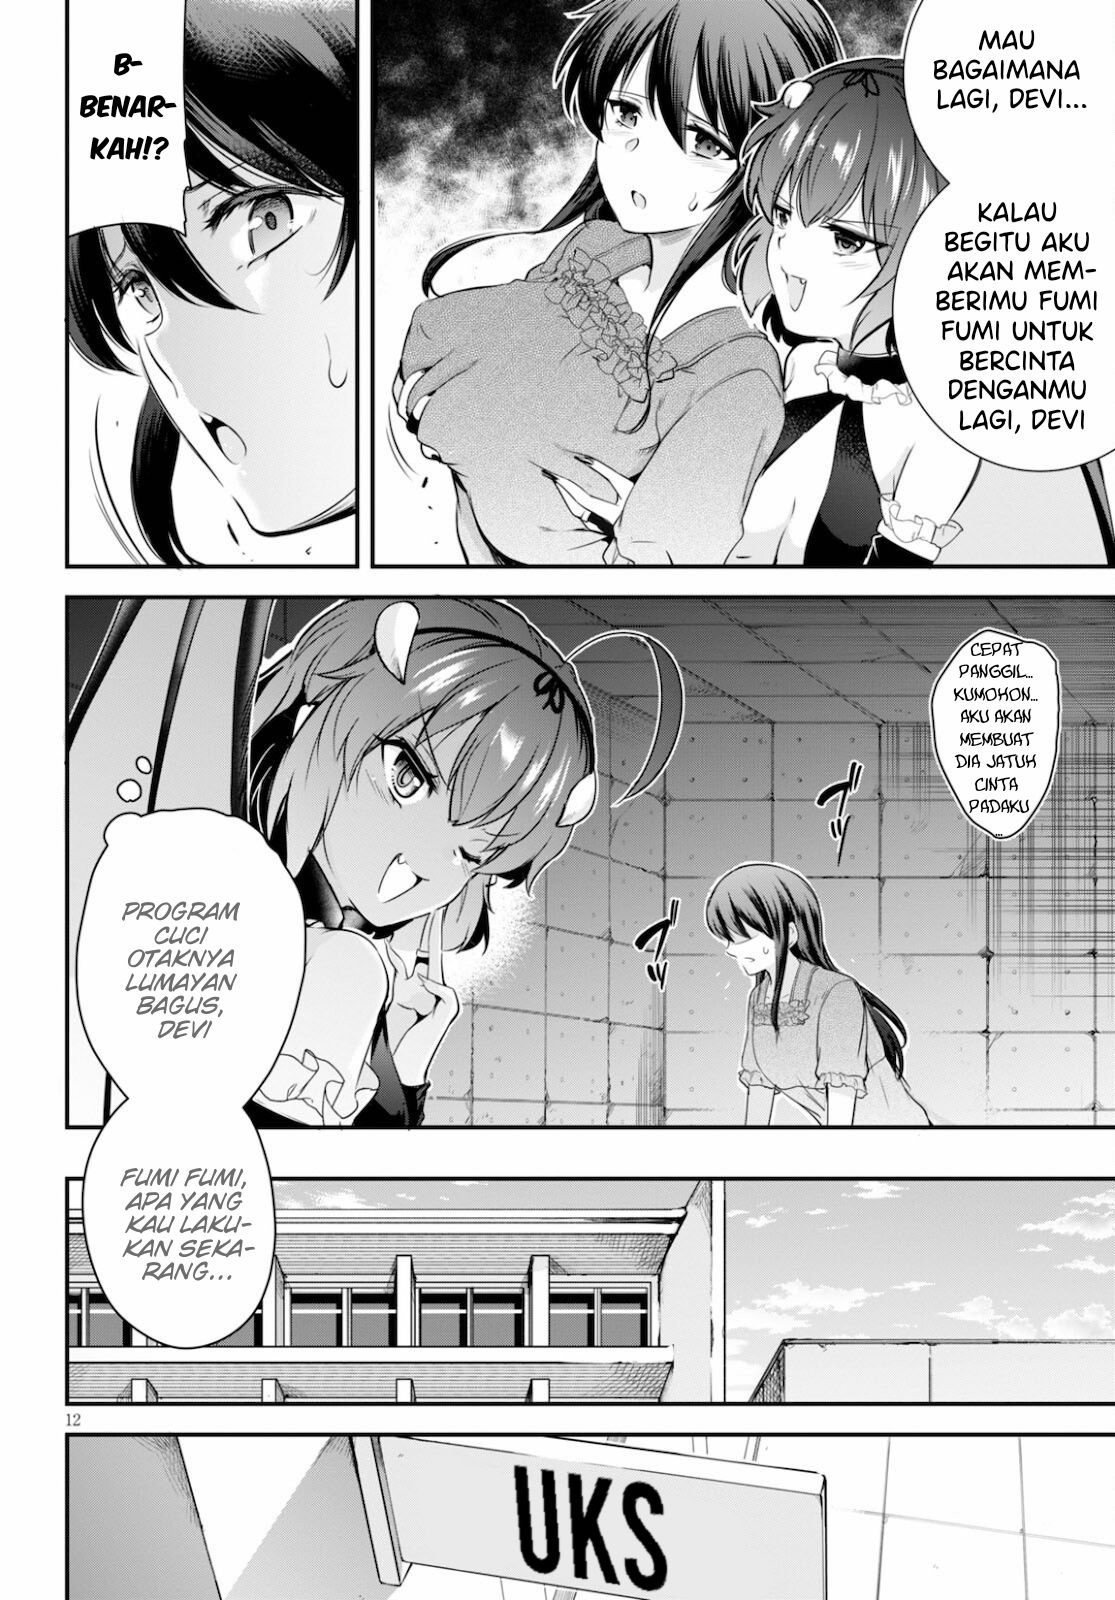 MAU
BAGAIMANA
LAGI, DEVI...
KALAU
BEGITU AKU
AKAN MEM-
BERIMU FUMI
FUMI UNTUK
BERCINTA
DENGANMU
LAGI, DEVI
B-
BENAR-
KAH!?
CEPAT
PANGGIL...
KUMOHON...
AKU AKAN
MEMBUAT
DIA JATUH
CINTA
PADAKU
...
PROGRAM
CUCI
OTAKNYA
LUMAYAN
BAGUS,
DEVI
FUMI FUMI,
APA YANG
KAU LAKU-
KAN SEKA-
RANG...
12
UKS